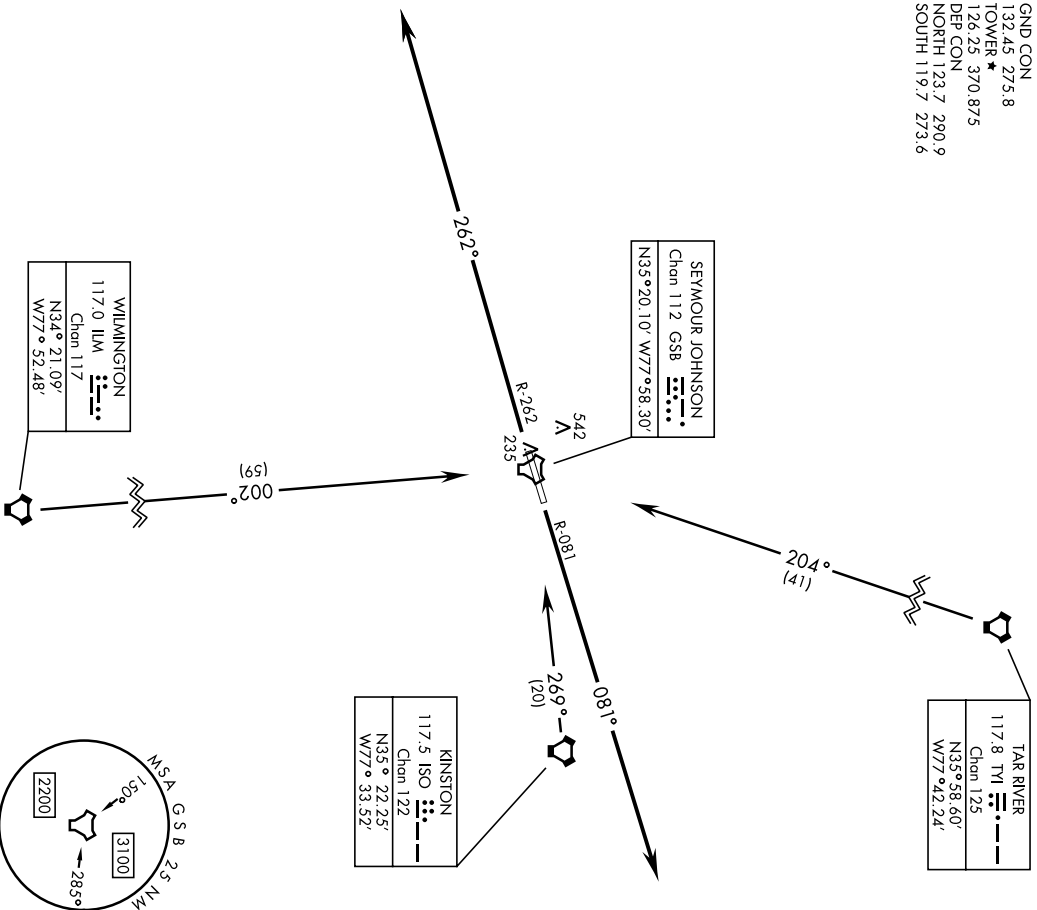 GND CON
132.45 275.8
TOWER ★
126.25 370.875
DEP CON
NORTH 123.7 290.9
SOUTH 119.7 273.6
TAR RIVER
117.8 TYI
Chan 125
N35°58.60'
W77°42.24'
204°
(41)
SEYMOUR JOHNSON
Chan 112 GSB
N35°20.10' W77°58.30'
542
235
R-262
262°
R-081
081°
269°
(20)
KINSTON
117.5 ISO
Chan 122
N35° 22.25'
W77° 33.52'
002°
(59)
WILMINGTON
117.0 ILM
Chan 117
N34° 21.09'
W77° 52.48'
MSA GSB 25 NM
150°
3100
285°
2200